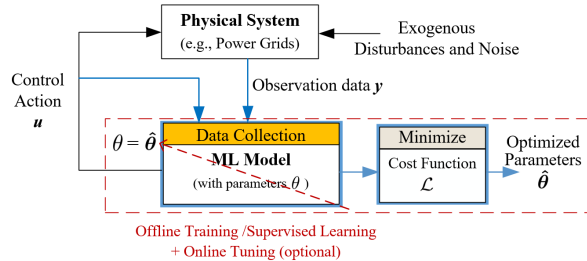 Physical System
(e.g., Power Grids)
Exogenous
Disturbances and Noise
Control
Action
u
Observation data y
θ = θ̂
Data Collection
ML Model
(with parameters θ )
Minimize
Cost Function
ℒ
Optimized
Parameters
θ̂
Offline Training /Supervised Learning
+ Online Tuning (optional)